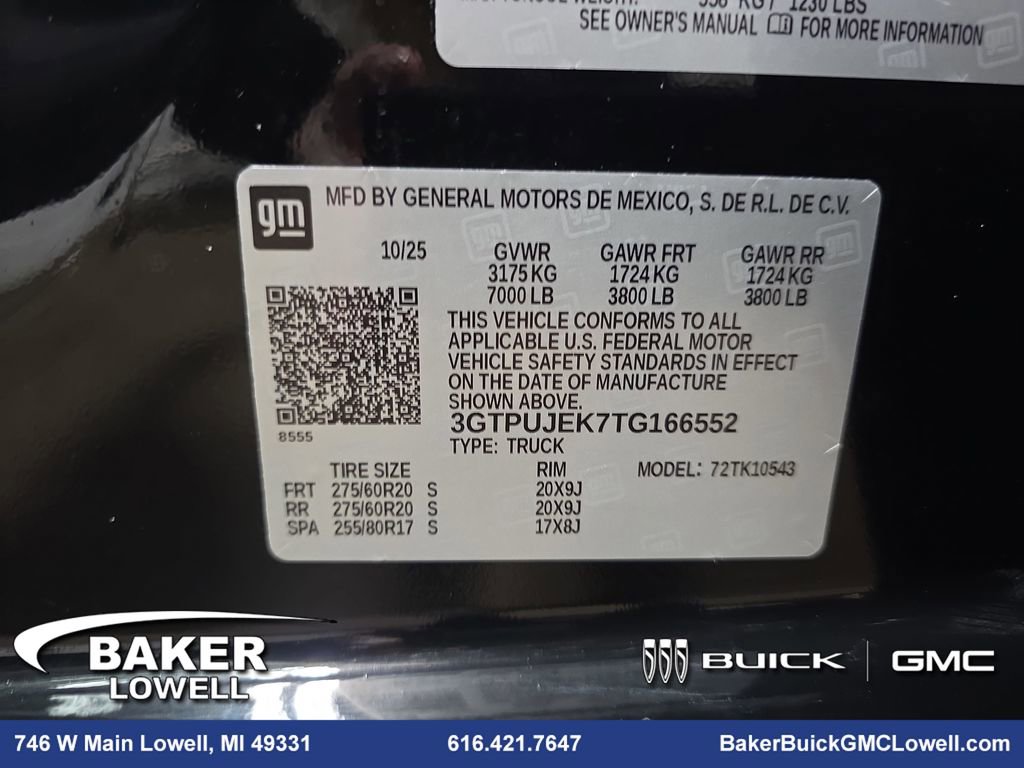 1230 LBS
SEE OWNER'S MANUAL FOR MORE INFORMATION
gm
MFD BY GENERAL MOTORS DE MEXICO, S. DE R.L. DE C.V.
10/25 GVWR GAWR FRT GAWR RR
3175 KG 1724 KG 1724 KG
7000 LB 3800 LB 3800 LB
THIS VEHICLE CONFORMS TO ALL
APPLICABLE U.S. FEDERAL MOTOR
VEHICLE SAFETY STANDARDS IN EFFECT
ON THE DATE OF MANUFACTURE
SHOWN ABOVE.
8555
3GTPUJEK7TG166552
TYPE: TRUCK
TIRE SIZE RIM MODEL: 72TK10543
FRT 275/60R20 S 20X9J
RR 275/60R20 S 20X9J
SPA 255/80R17 S 17X8J
BAKER
LOWELL
BUICK GMC
746 W Main Lowell, MI 49331 616.421.7647 BakerBuickGMCLowell.com